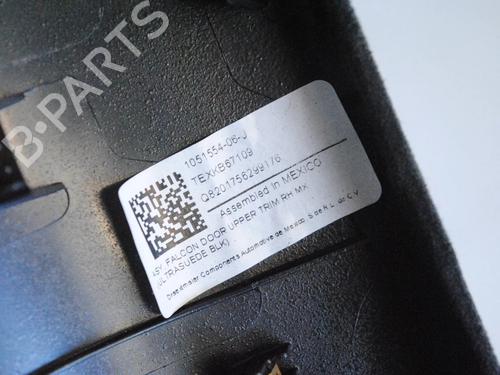 B-PARTS
1051554-06-J
TEXKB67109
Q8201756299176
Assembled in MEXICO
ASY, FALCON DOOR UPPER TRIM RH MX
(ULTRASUEDE BLK)
Draexlmaier Components Automotive de Mexico S de R.L. de C.V.